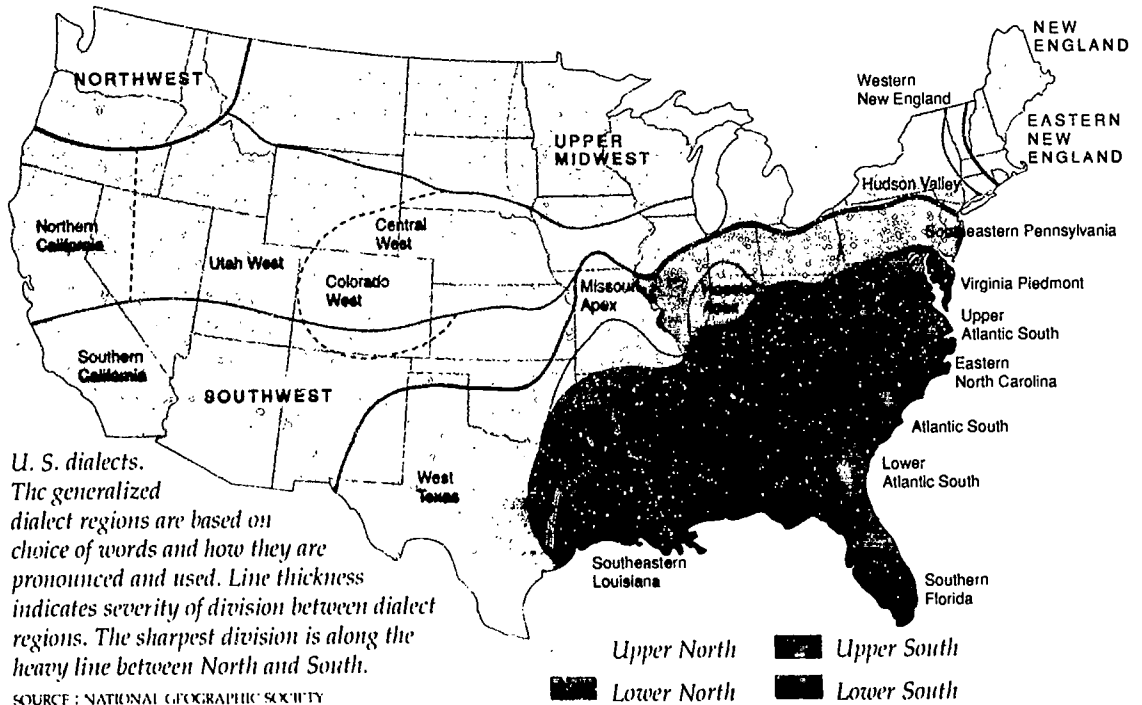 NEW
ENGLAND
NORTHWEST
Western
New England
EASTERN
NEW
ENGLAND
UPPER
MIDWEST
Hudson Valley
Northern
California
Central
West
Southeastern Pennsylvania
Utah West
Colorado
West
Missouri
Apex
Apex
Virginia Piedmont
Upper
Atlantic South
Southern
California
Eastern
North Carolina
SOUTHWEST
Atlantic South
West
Texas
Lower
Atlantic South
Southeastern
Louisiana
Southern
Florida
U. S. dialects.
The generalized
dialect regions are based on
choice of words and how they are
pronounced and used. Line thickness
indicates severity of division between dialect
regions. The sharpest division is along the
heavy line between North and South.
SOURCE : NATIONAL GEOGRAPHIC SOCIETY
Upper North
Upper South
Lower North
Lower South